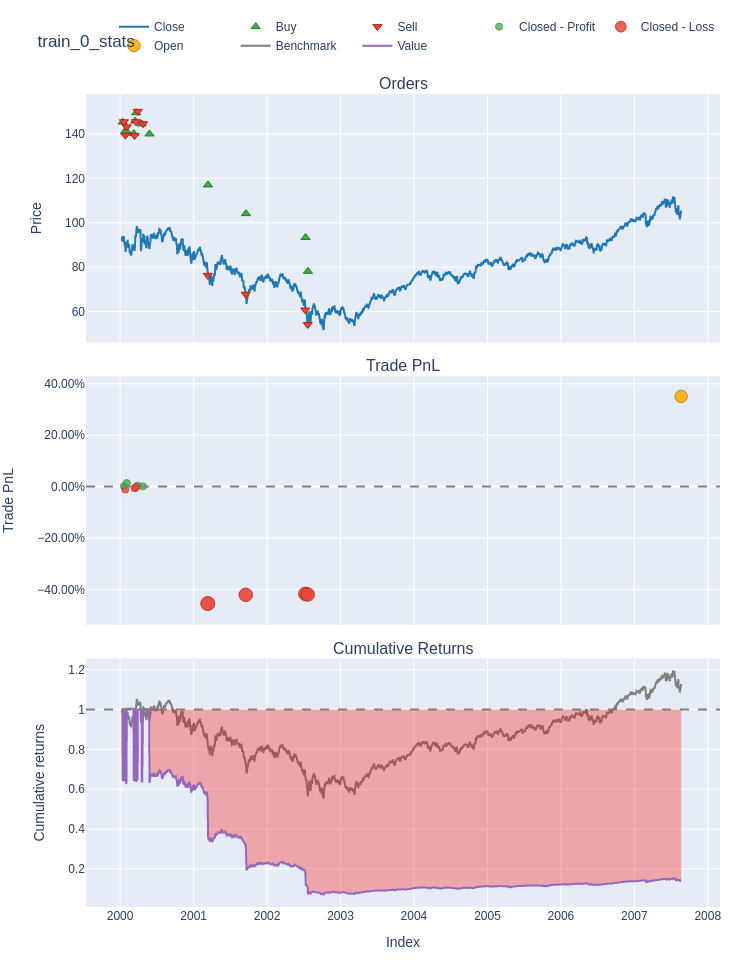 Close Buy Sell Closed - Profit Closed - Loss
train_0_stats
Open Benchmark Value
Orders
140
120
100
80
60
Price
Trade PnL
40.00%
20.00%
0.00%
−20.00%
−40.00%
Trade PnL
Cumulative Returns
1.2
1
0.8
0.6
0.4
0.2
Cumulative returns
2000 2001 2002 2003 2004 2005 2006 2007 2008
Index